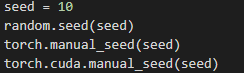 seed = 10
random.seed(seed)
torch.manual_seed(seed)
torch.cuda.manual_seed(seed)